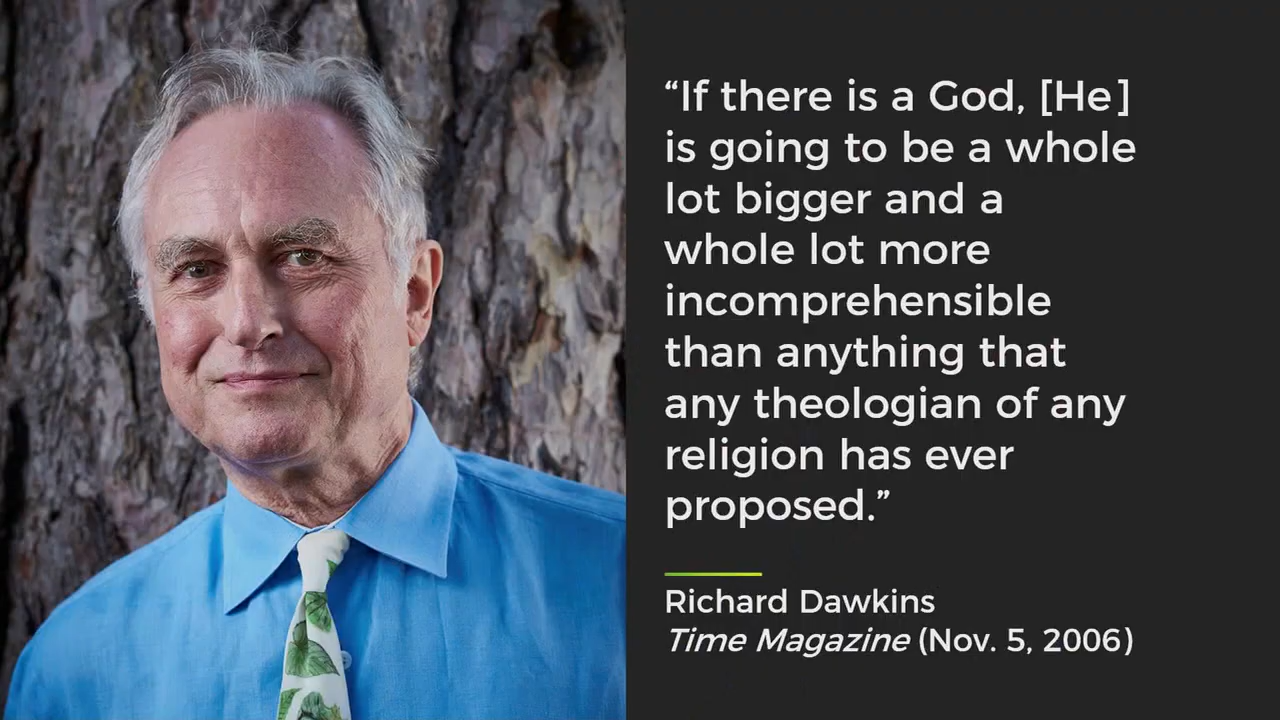 “If there is a God, [He]
is going to be a whole
lot bigger and a
whole lot more
incomprehensible
than anything that
any theologian of any
religion has ever
proposed.”
Richard Dawkins
Time Magazine (Nov. 5, 2006)